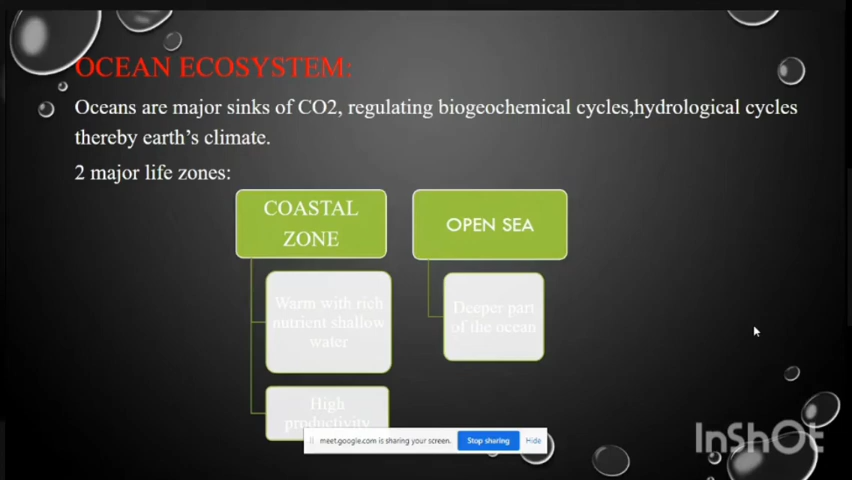 OCEAN ECOSYSTEM:
Oceans are major sinks of CO2, regulating biogeochemical cycles,hydrological cycles
thereby earth's climate.
2 major life zones:
COASTAL
ZONE
Warm with rich
nutrient shallow
water
High
productivity
OPEN SEA
Deeper part
of the ocean
meet.google.com is sharing your screen.
Stop sharing
Hide
InShOt